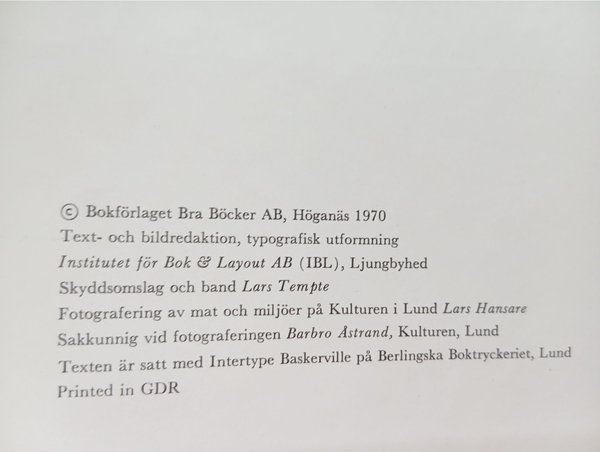 © Bokförlaget Bra Böcker AB, Höganäs 1970
Text- och bildredaktion, typografisk utformning
Institutet för Bok & Layout AB (IBL), Ljungbyhed
Skyddsomslag och band Lars Tempte
Fotografering av mat och miljöer på Kulturen i Lund Lars Hansare
Sakkunnig vid fotograferingen Barbro Åstrand, Kulturen, Lund
Texten är satt med Intertype Baskerville på Berlingska Boktryckeriet, Lund
Printed in GDR